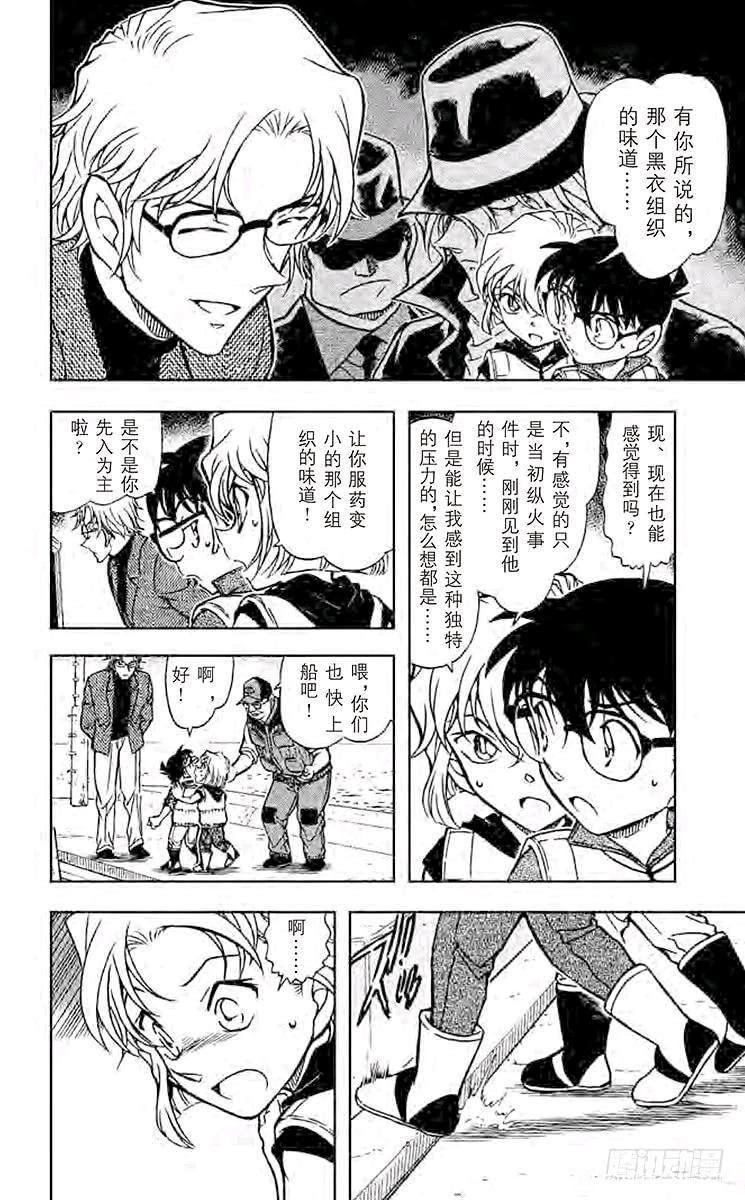 有你所说的，
那个黑衣组织
的味道……
现、现在也能
感觉得到吗？
不，有感觉的只
是当初纵火事
件时，刚刚见到他
的时候……
但是能让我感到这种独特
的压力的，怎么想都是……
让你服药变
小的那个组
织的味道！
是不是你
先入为主
啦？
喂，你们
也快上
船吧！
啊，
好！
啊……
腾讯动漫